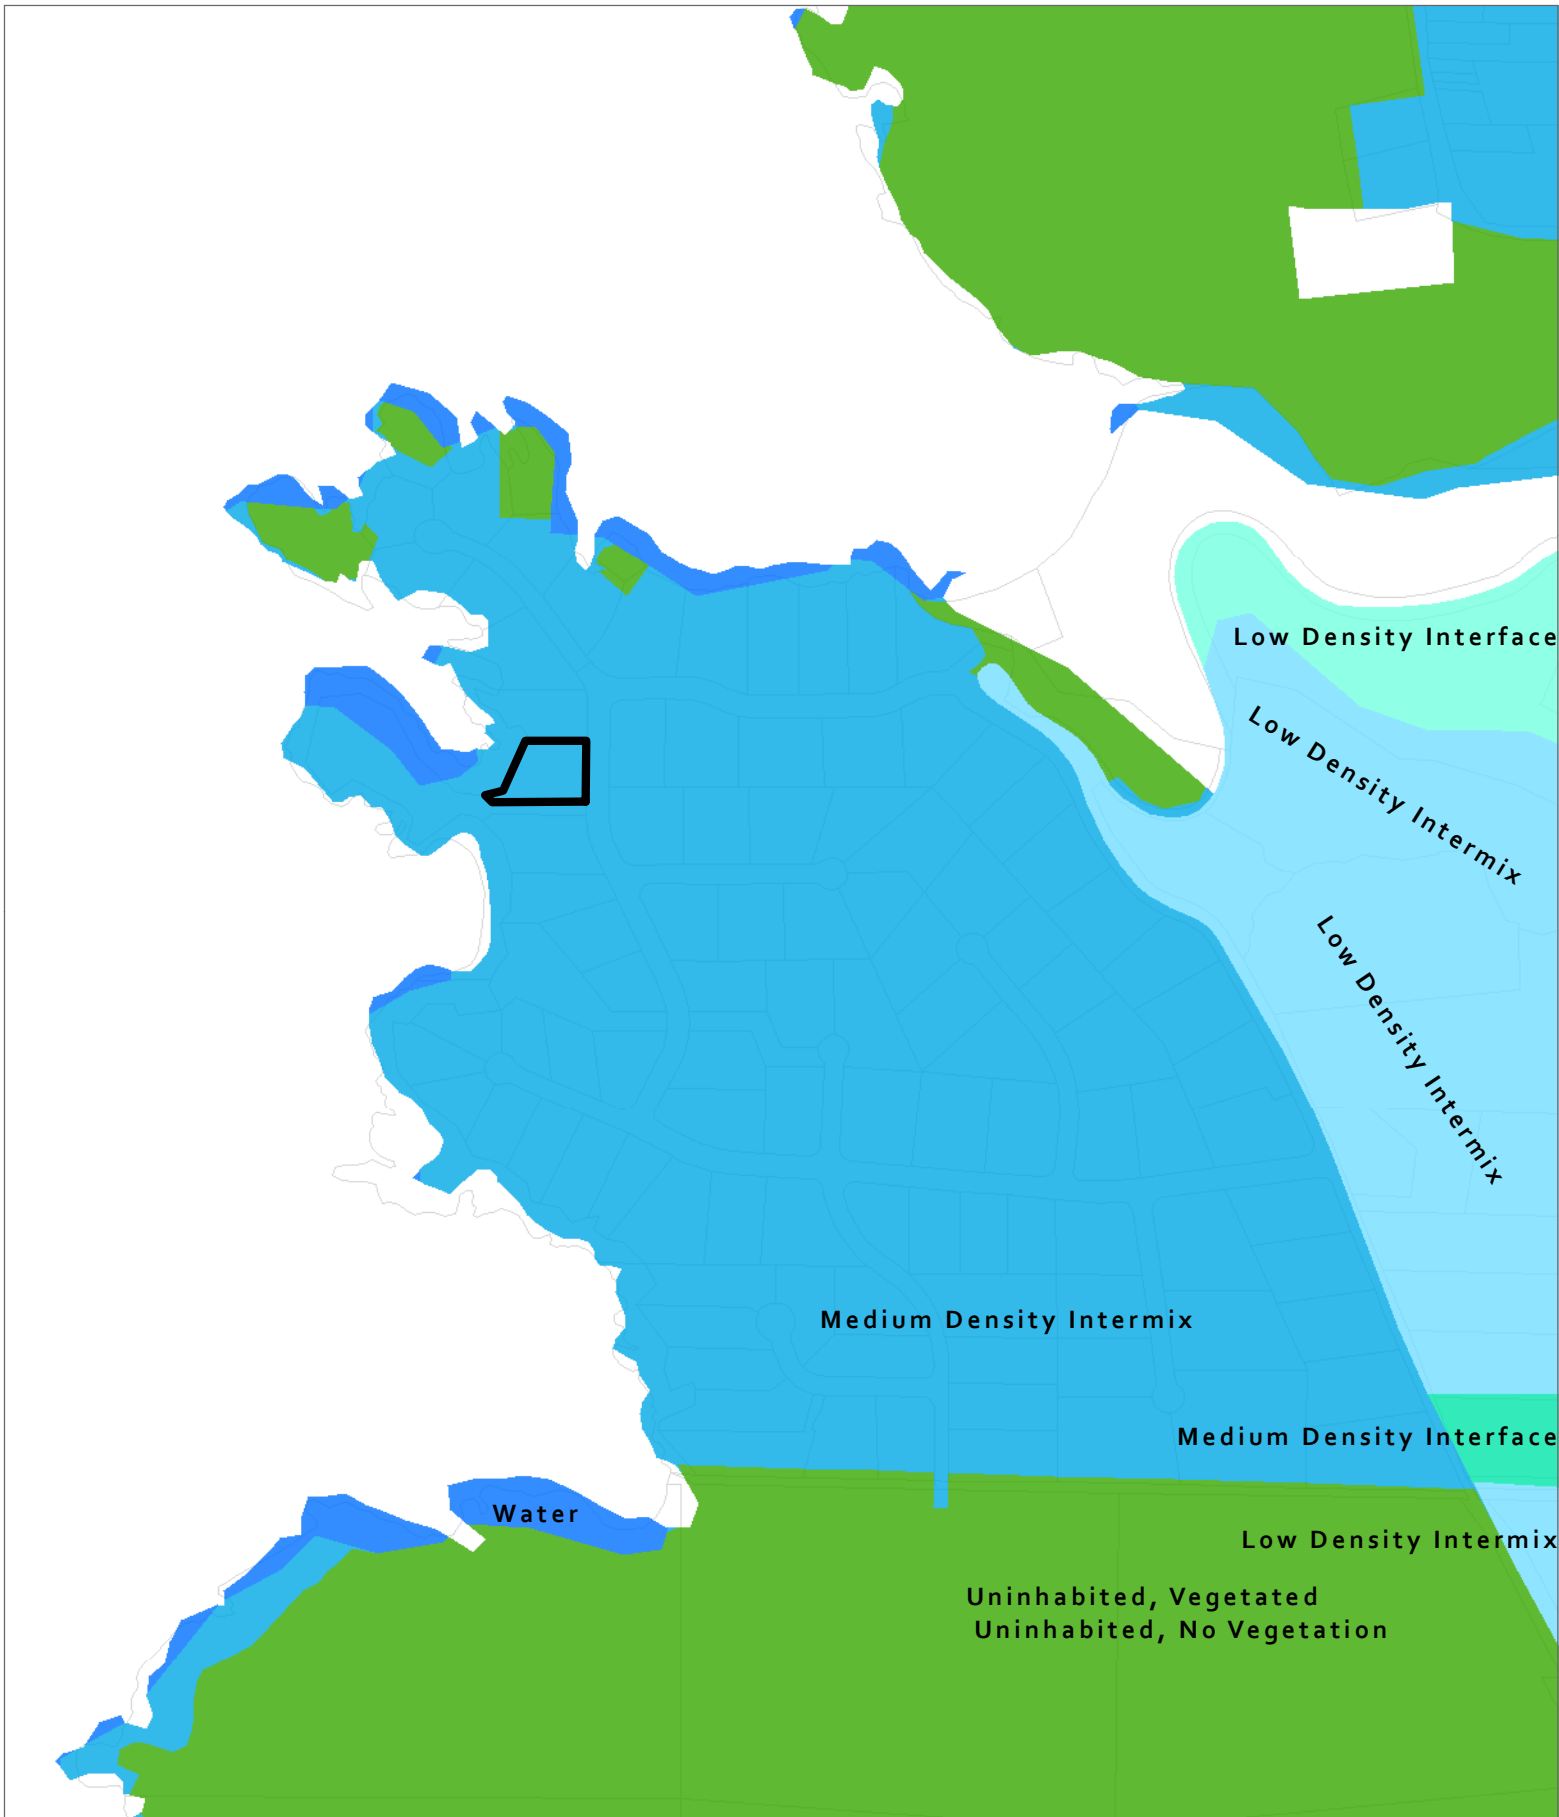 Low Density Interface
Low Density Intermix
Low Density Intermix
Medium Density Intermix
Medium Density Interface
Water
Low Density Intermix
Uninhabited, Vegetated
Uninhabited, No Vegetation